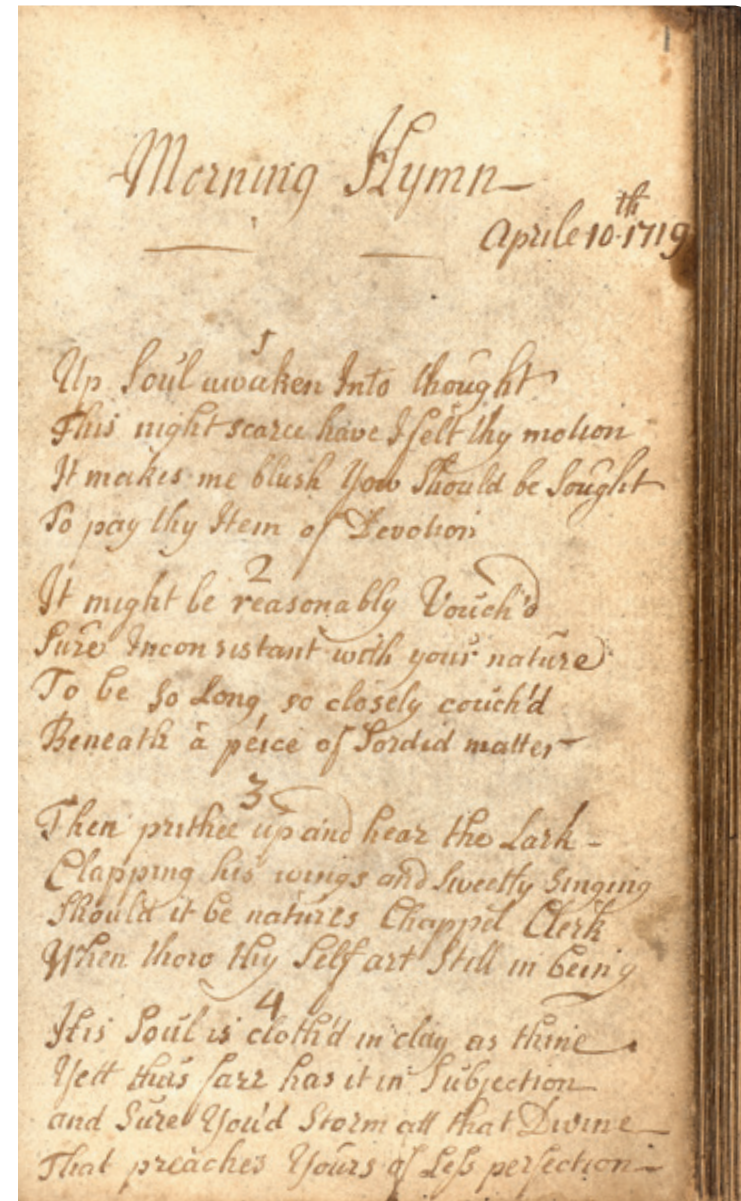 Morning Hymn
Aprile 10th 1719
1
Up Soul awaken Into thought
This night scarce have I felt thy motion
It makes me blush You Should be Sought
To pay thy Item of Devotion
2
It might be reasonably Vouch'd
Sure Inconsistant with your nature
To be so Long, so closely couch'd
Beneath a peice of Sordid matter
3
Then prithee up and hear the Lark
Clapping his wings and Sweetly Singing
Should it be natures Chappel Clerk
When thow thy Self art Still in being
4
His Soul is cloth'd in clay as thine
Yett thus farr has it in Subjection
and Sure You'd Storm att that Divine
That preaches Yours of Less perfection